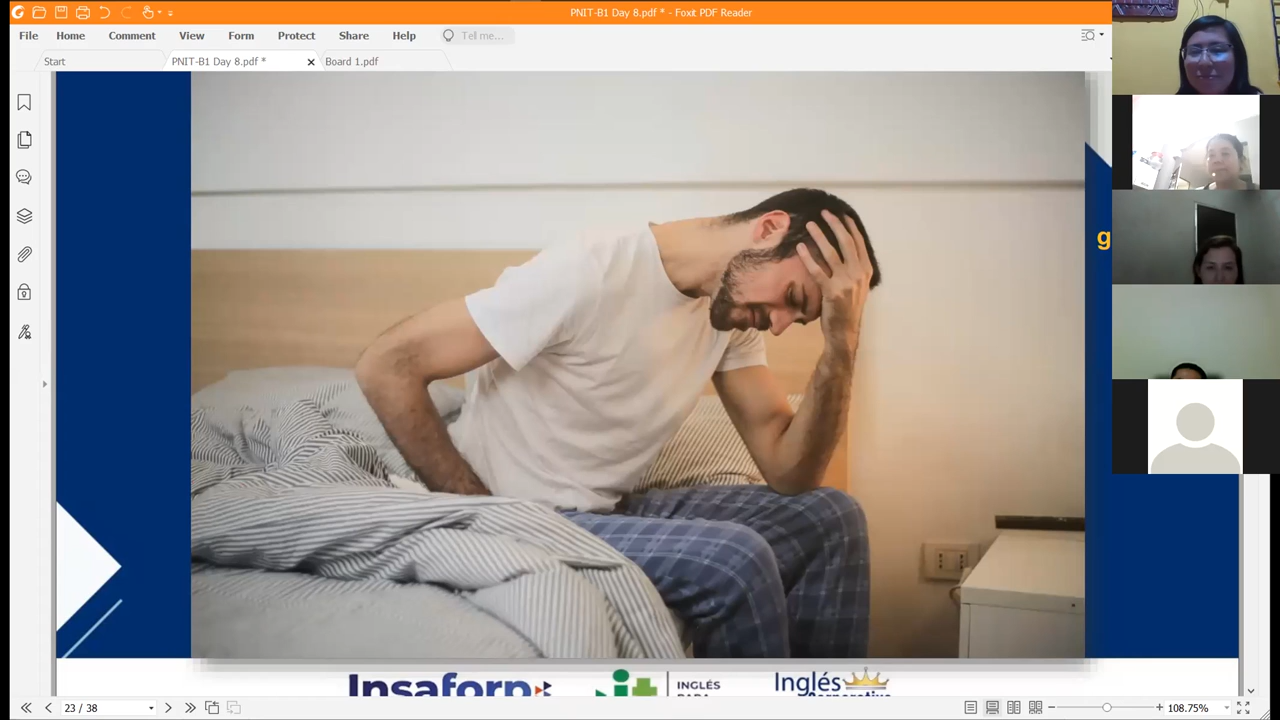 PNIT-B1 Day 8.pdf * - Foxit PDF Reader
File Home Comment View Form Protect Share Help Tell me...
Start PNIT-B1 Day 8.pdf * Board 1.pdf
g
Insaforp
INGLÉS
Inglés
23 / 38
108.75%